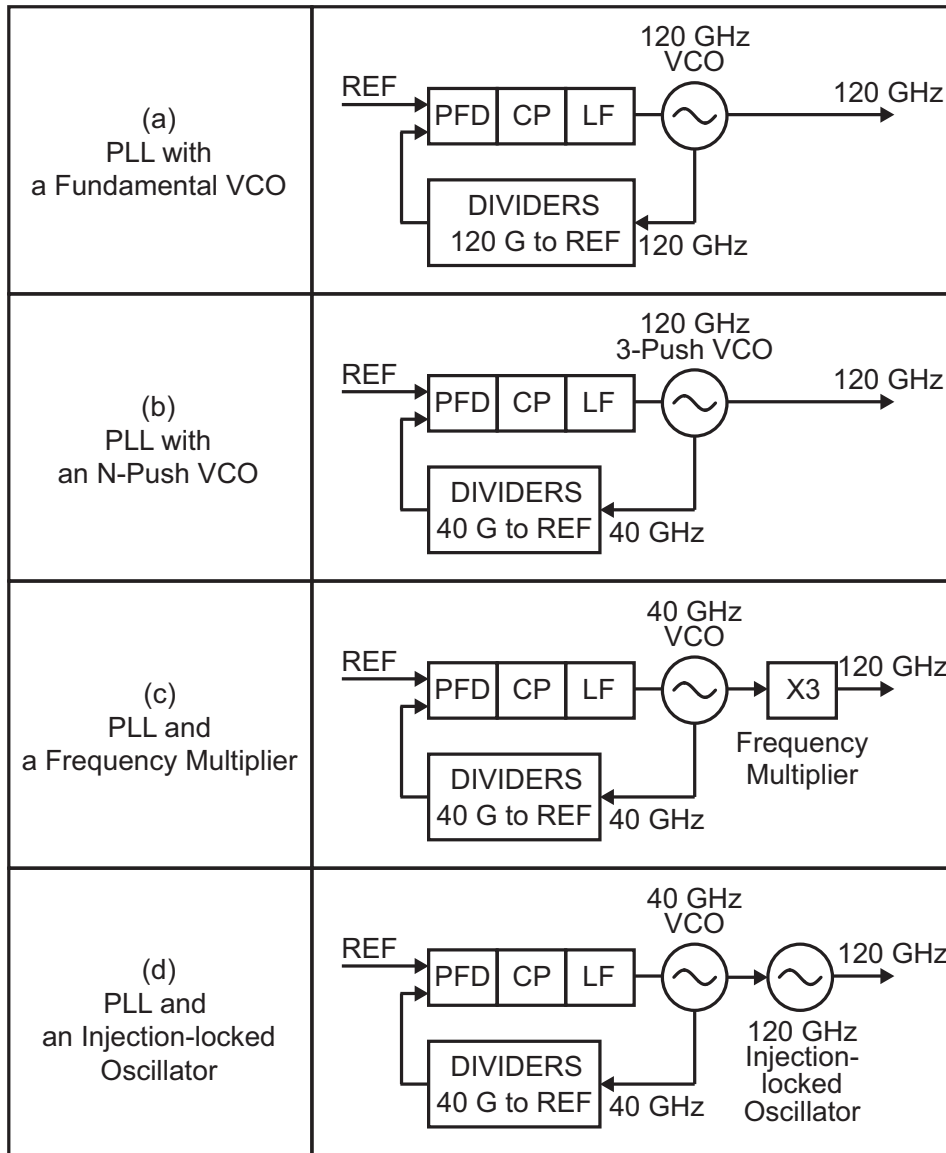 (a)
PLL with
a Fundamental VCO
120 GHz
VCO
REF
120 GHz
PFD CP LF
DIVIDERS
120 G to REF
120 GHz
(b)
PLL with
an N-Push VCO
120 GHz
3-Push VCO
REF
120 GHz
PFD CP LF
DIVIDERS
40 G to REF
40 GHz
(c)
PLL and
a Frequency Multiplier
40 GHz
VCO
REF
120 GHz
PFD CP LF
X3
Frequency
Multiplier
DIVIDERS
40 G to REF
40 GHz
(d)
PLL and
an Injection-locked
Oscillator
40 GHz
VCO
REF
120 GHz
PFD CP LF
120 GHz
Injection-
locked
Oscillator
DIVIDERS
40 G to REF
40 GHz